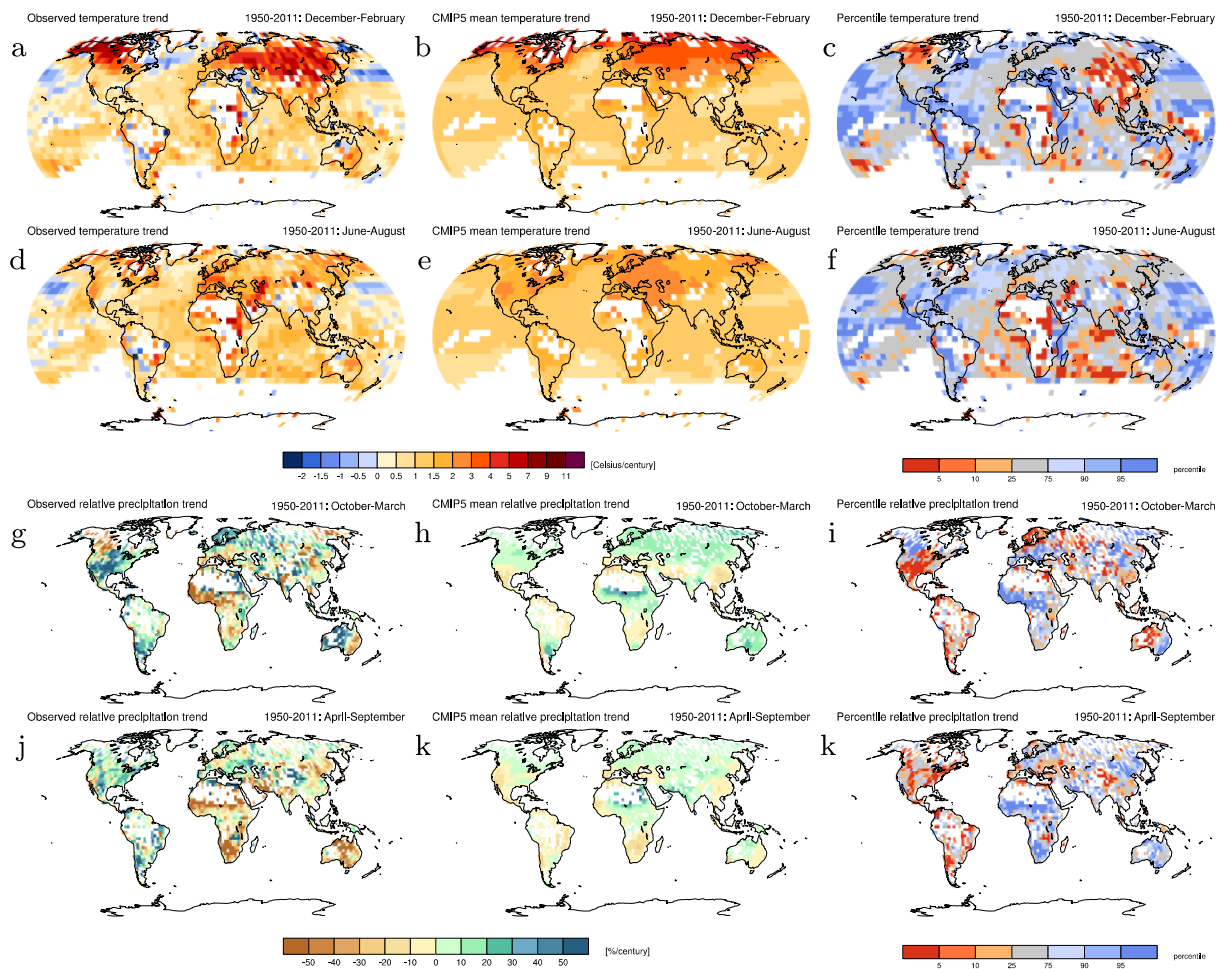 Observed temperature trend 1950-2011: December-February
CMIP5 mean temperature trend 1950-2011: December-February
Percentile temperature trend 1950-2011: December-February
a
b
c
Observed temperature trend 1950-2011: June-August
CMIP5 mean temperature trend 1950-2011: June-August
Percentile temperature trend 1950-2011: June-August
d
e
f
-2 -1.5 -1 -0.5 0 0.5 1 1.5 2 3 4 5 7 9 11 [Celsius/century]
5 10 25 75 90 95 percentile
Observed relative precipitation trend 1950-2011: October-March
CMIP5 mean relative precipitation trend 1950-2011: October-March
Percentile relative precipitation trend 1950-2011: October-March
g
h
i
Observed relative precipitation trend 1950-2011: April-September
CMIP5 mean relative precipitation trend 1950-2011: April-September
Percentile relative precipitation trend 1950-2011: April-September
j
k
k
-50 -40 -30 -20 -10 0 10 20 30 40 50 [%/century]
5 10 25 75 90 95 percentile